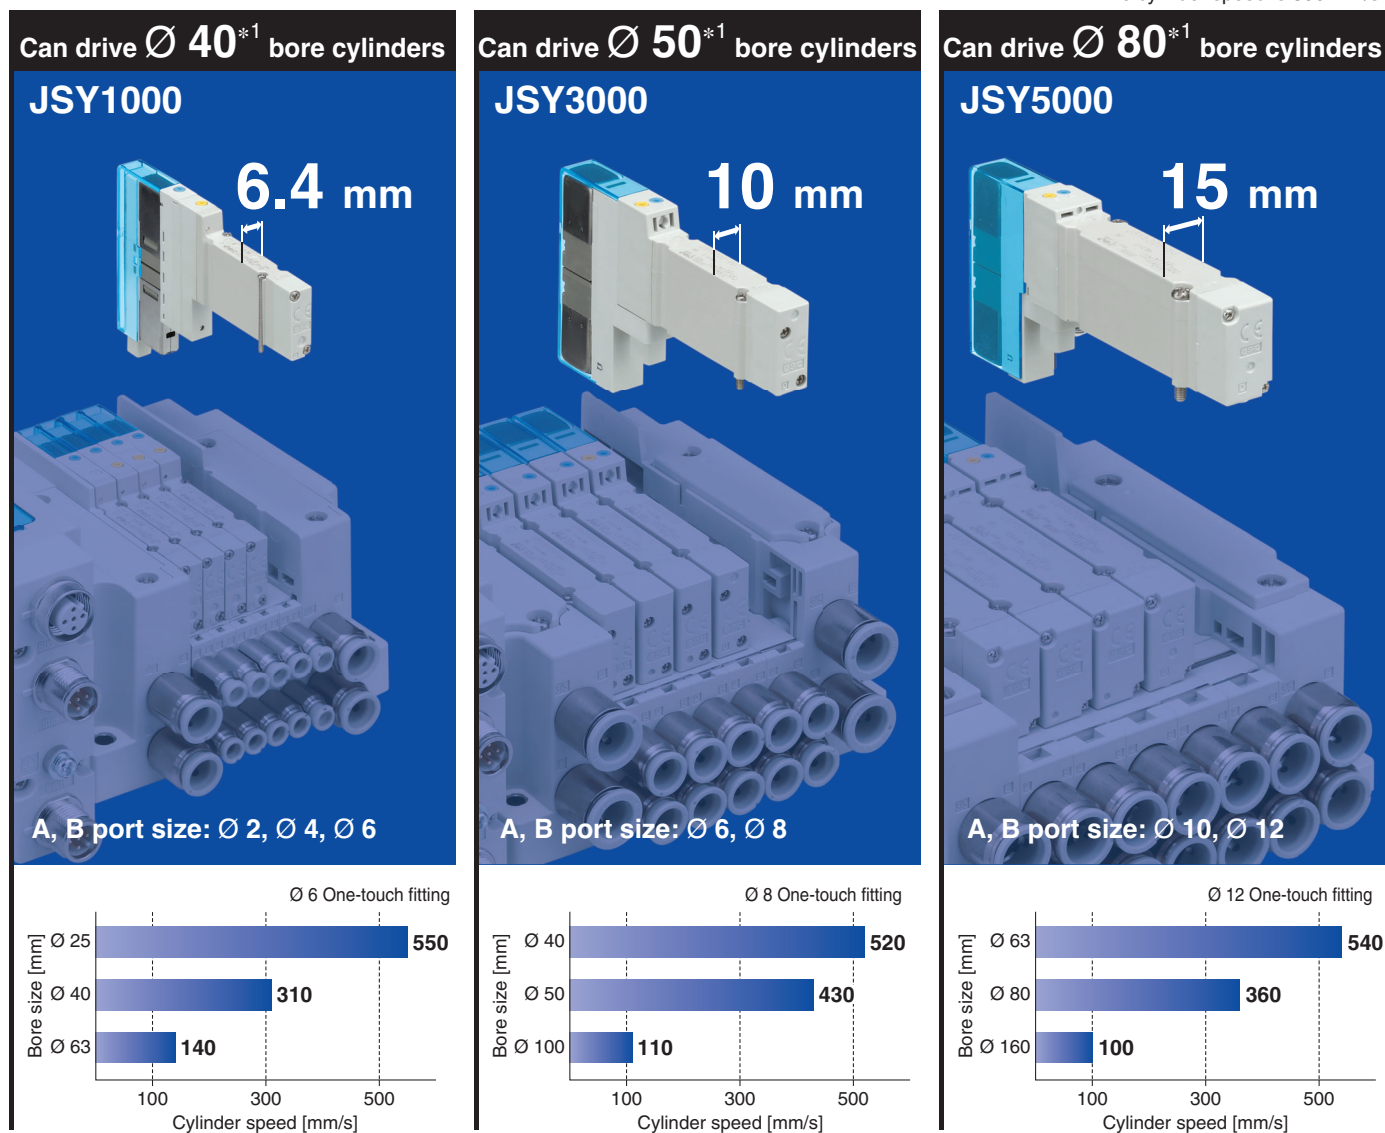 Can drive Ø 40*1 bore cylinders
JSY1000
6.4 mm
A, B port size: Ø 2, Ø 4, Ø 6
Ø 6 One-touch fitting
Bore size [mm]
Ø 25
550
Ø 40
310
Ø 63
140
100 300 500
Cylinder speed [mm/s]
Can drive Ø 50*1 bore cylinders
JSY3000
10 mm
A, B port size: Ø 6, Ø 8
Ø 8 One-touch fitting
Bore size [mm]
Ø 40
520
Ø 50
430
Ø 100
110
100 300 500
Cylinder speed [mm/s]
Can drive Ø 80*1 bore cylinders
JSY5000
15 mm
A, B port size: Ø 10, Ø 12
Ø 12 One-touch fitting
Bore size [mm]
Ø 63
540
Ø 80
360
Ø 160
100
100 300 500
Cylinder speed [mm/s]